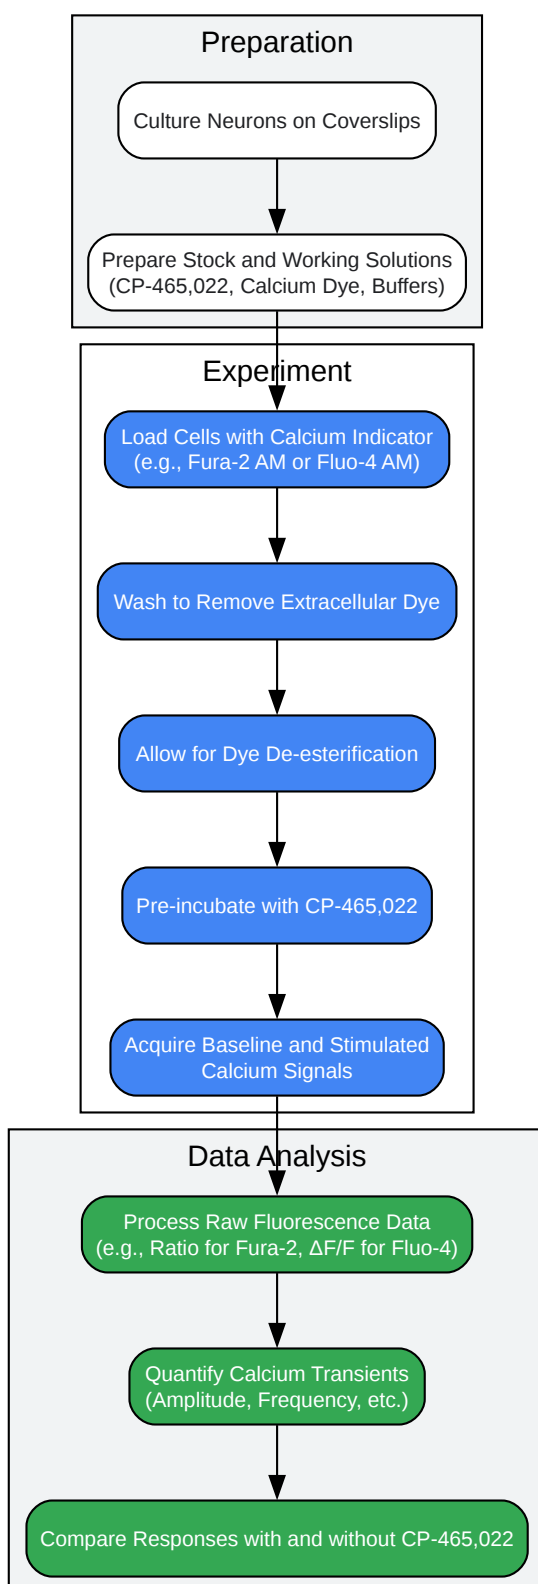 Preparation
Culture Neurons on Coverslips
Prepare Stock and Working Solutions
(CP-465,022, Calcium Dye, Buffers)
Experiment
Load Cells with Calcium Indicator
(e.g., Fura-2 AM or Fluo-4 AM)
Wash to Remove Extracellular Dye
Allow for Dye De-esterification
Pre-incubate with CP-465,022
Acquire Baseline and Stimulated
Calcium Signals
Data Analysis
Process Raw Fluorescence Data
(e.g., Ratio for Fura-2, ΔF/F for Fluo-4)
Quantify Calcium Transients
(Amplitude, Frequency, etc.)
Compare Responses with and without CP-465,022